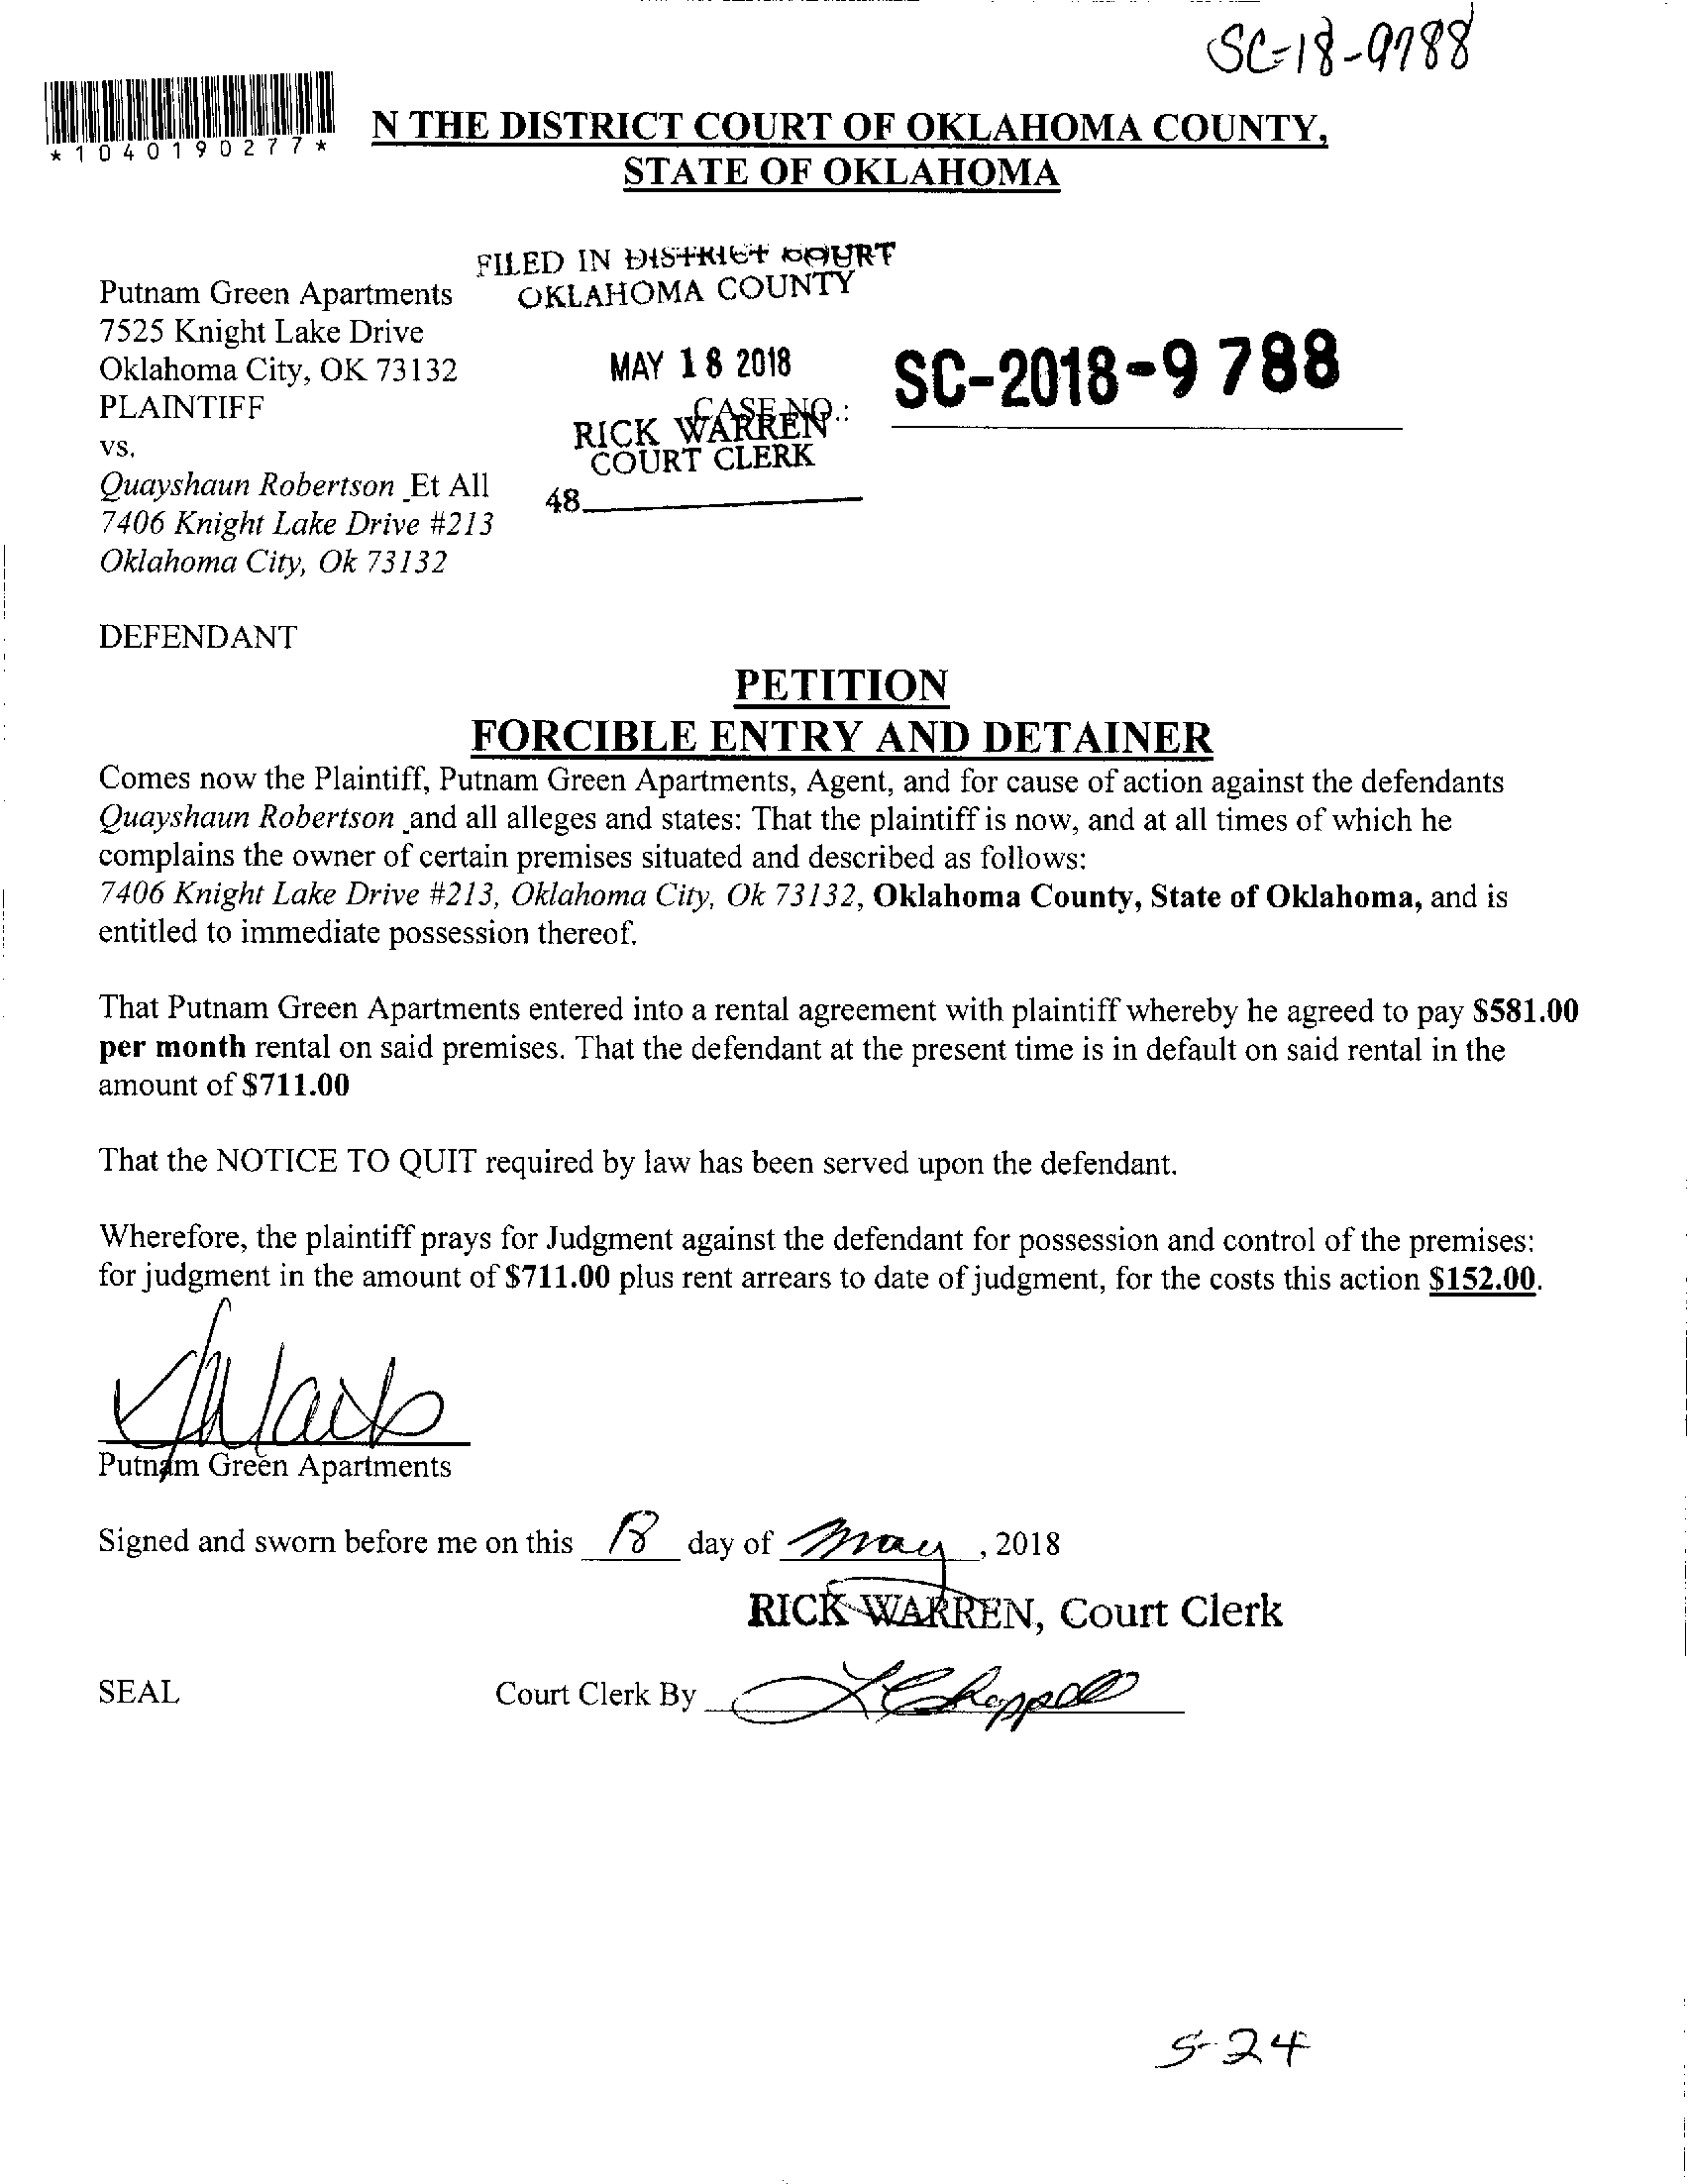 SC-18-9788
*1040190277*
N THE DISTRICT COURT OF OKLAHOMA COUNTY,
STATE OF OKLAHOMA
FILED IN DISTRICT COURT
OKLAHOMA COUNTY
Putnam Green Apartments
7525 Knight Lake Drive
Oklahoma City, OK 73132
MAY 18 2018
SC-2018-9788
PLAINTIFF
CASE NO.:
RICK WARREN
COURT CLERK
vs.
Quayshaun Robertson Et All
48
7406 Knight Lake Drive #213
Oklahoma City, Ok 73132
DEFENDANT
PETITION
FORCIBLE ENTRY AND DETAINER
Comes now the Plaintiff, Putnam Green Apartments, Agent, and for cause of action against the defendants
Quayshaun Robertson and all alleges and states: That the plaintiff is now, and at all times of which he
complains the owner of certain premises situated and described as follows:
7406 Knight Lake Drive #213, Oklahoma City, Ok 73132, Oklahoma County, State of Oklahoma, and is
entitled to immediate possession thereof.
That Putnam Green Apartments entered into a rental agreement with plaintiff whereby he agreed to pay $581.00
per month rental on said premises. That the defendant at the present time is in default on said rental in the
amount of $711.00
That the NOTICE TO QUIT required by law has been served upon the defendant.
Wherefore, the plaintiff prays for Judgment against the defendant for possession and control of the premises:
for judgment in the amount of $711.00 plus rent arrears to date of judgment, for the costs this action $152.00.
Putnam Green Apartments
Signed and sworn before me on this 18 day of May, 2018
RICK WARREN, Court Clerk
SEAL
Court Clerk By
5-24